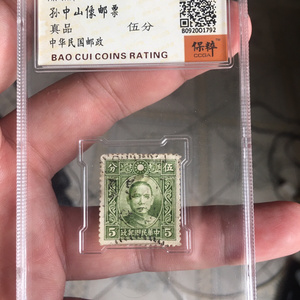 孙中山像邮票
真品 伍分
中华民国邮政
BAO CUI COINS RATING
8092001792
保粹
CCGA
分 伍
5 政郵國民華中 5